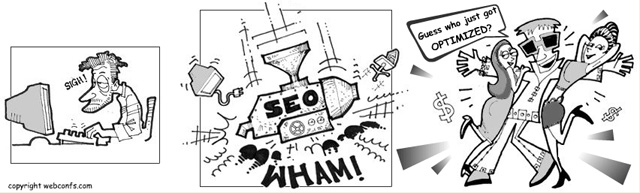 SIGH!
SEO
WHAM!
Guess who just got
OPTIMIZED?
$
$
copyright webconfs.com